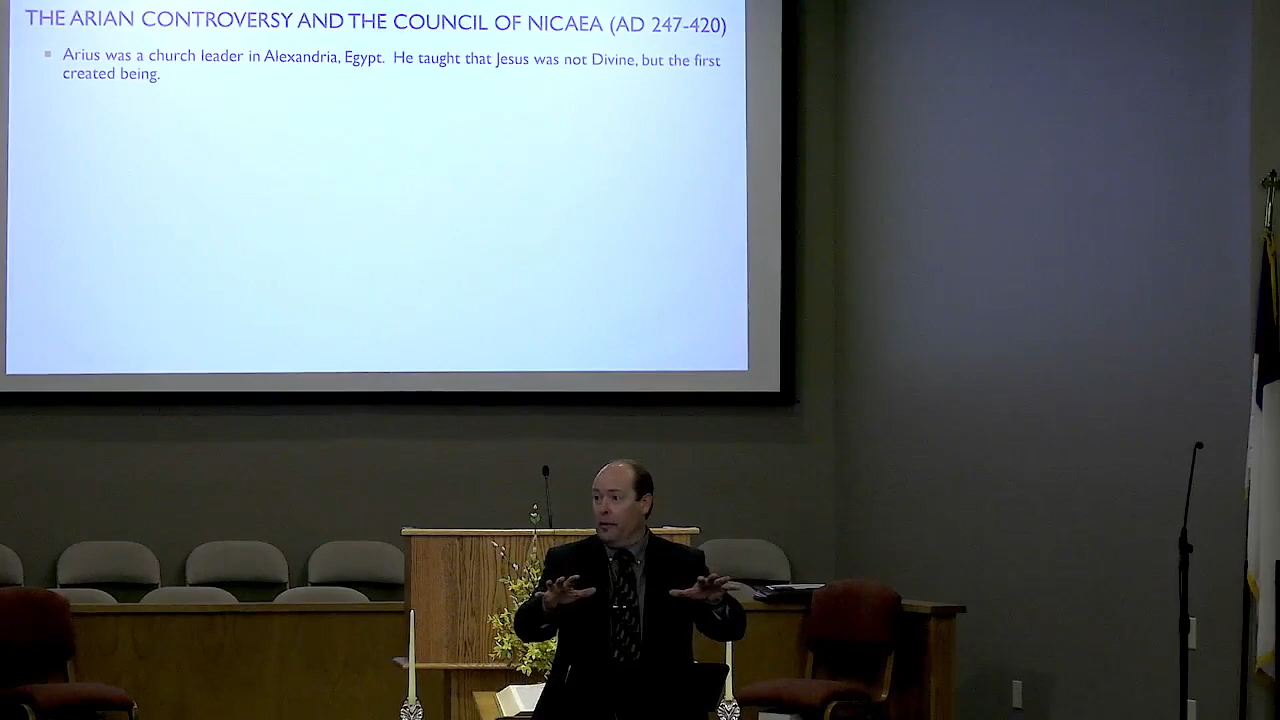 THE ARIAN CONTROVERSY AND THE COUNCIL OF NICAEA (AD 247-420)
Arius was a church leader in Alexandria, Egypt. He taught that Jesus was not Divine, but the first
created being.